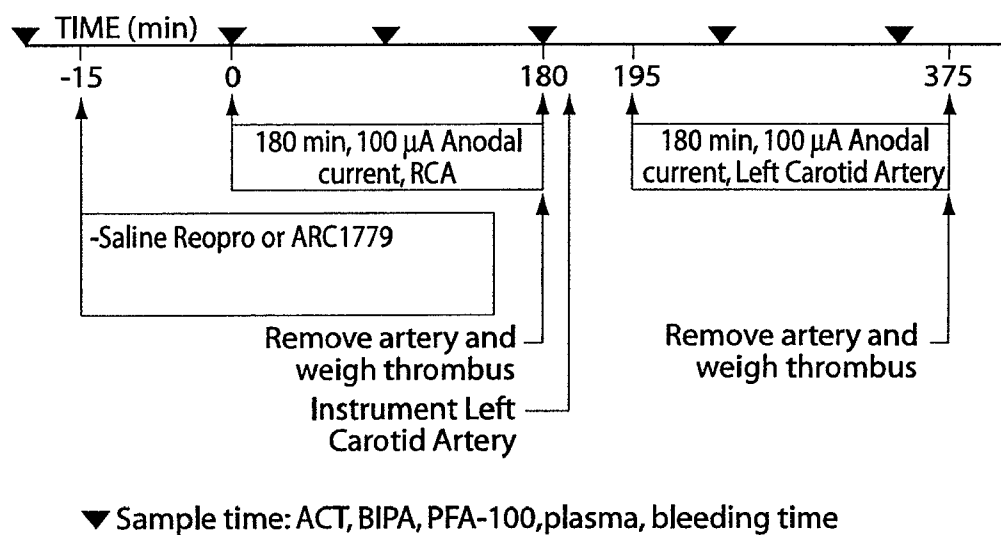 TIME (min)
-15 0 180 195 375
180 min, 100 µA Anodal
current, RCA
180 min, 100 µA Anodal
current, Left Carotid Artery
-Saline Reopro or ARC1779
Remove artery and
weigh thrombus
Remove artery and
weigh thrombus
Instrument Left
Carotid Artery
Sample time: ACT, BIPA, PFA-100,plasma, bleeding time